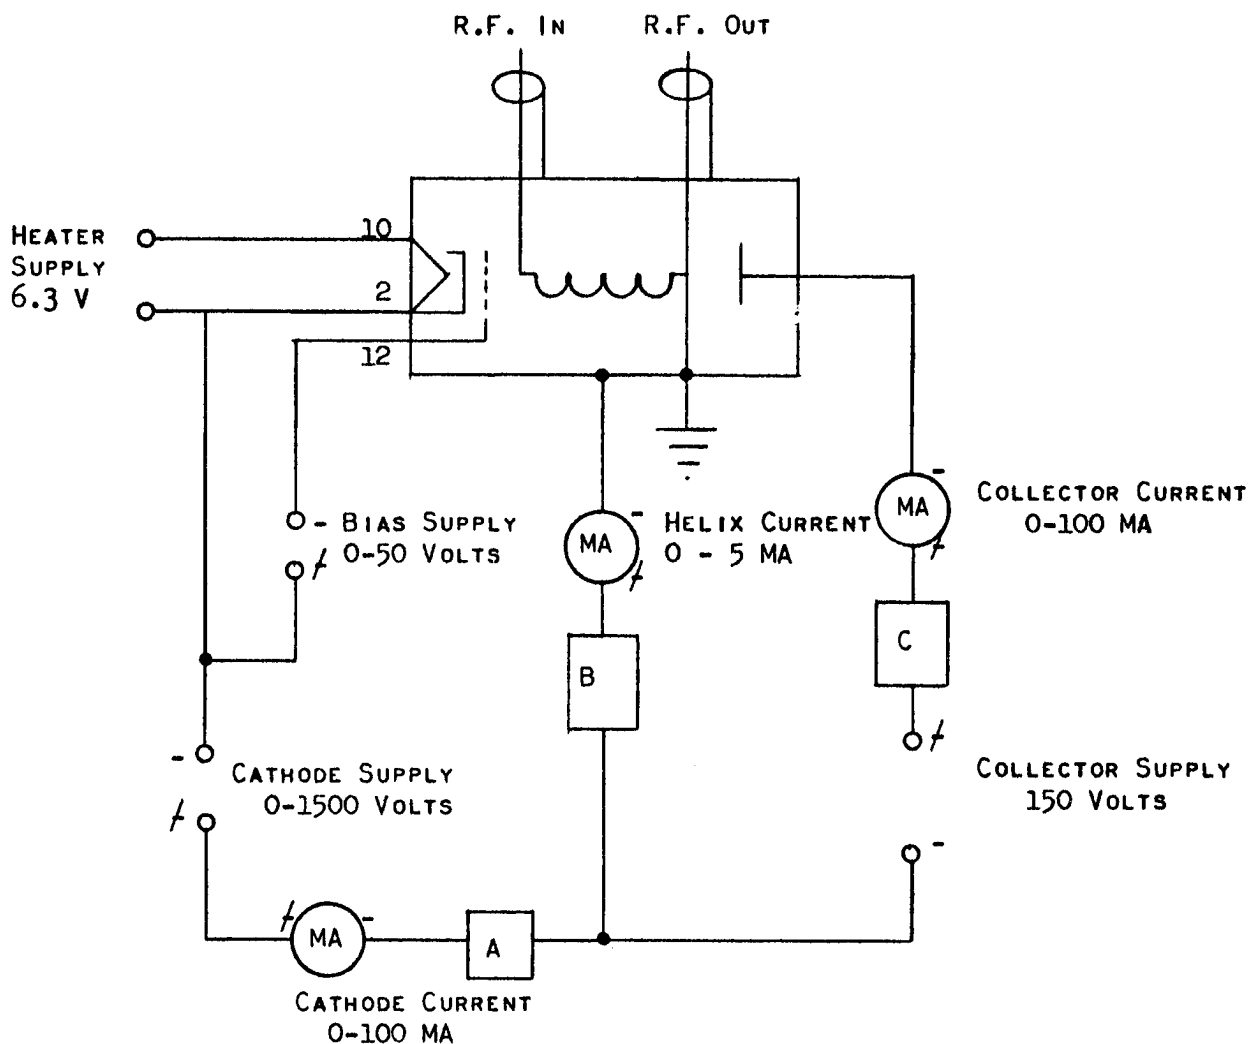 R.F. IN
R.F. OUT
HEATER
SUPPLY
6.3 V
10
2
12
- BIAS SUPPLY
0-50 VOLTS
+
MA
-
+
HELIX CURRENT
0 - 5 MA
MA
-
+
COLLECTOR CURRENT
0-100 MA
B
C
-
+
CATHODE SUPPLY
0-1500 VOLTS
+
-
COLLECTOR SUPPLY
150 VOLTS
+
MA
-
A
CATHODE CURRENT
0-100 MA